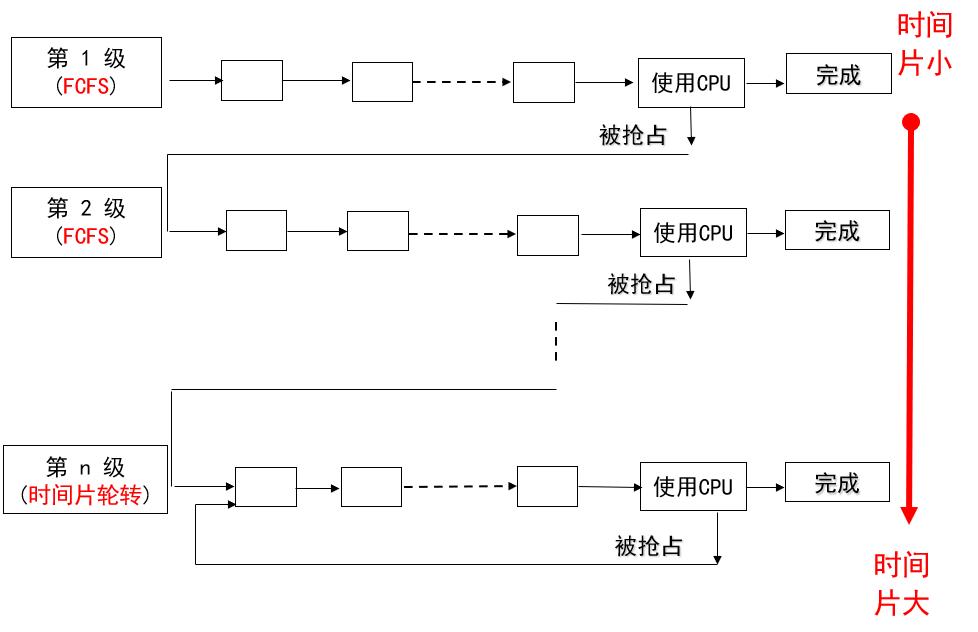 时间
片小
第 1 级
(FCFS)
使用CPU
完成
被抢占
第 2 级
(FCFS)
使用CPU
完成
被抢占
第 n 级
(时间片轮转)
使用CPU
完成
被抢占
时间
片大